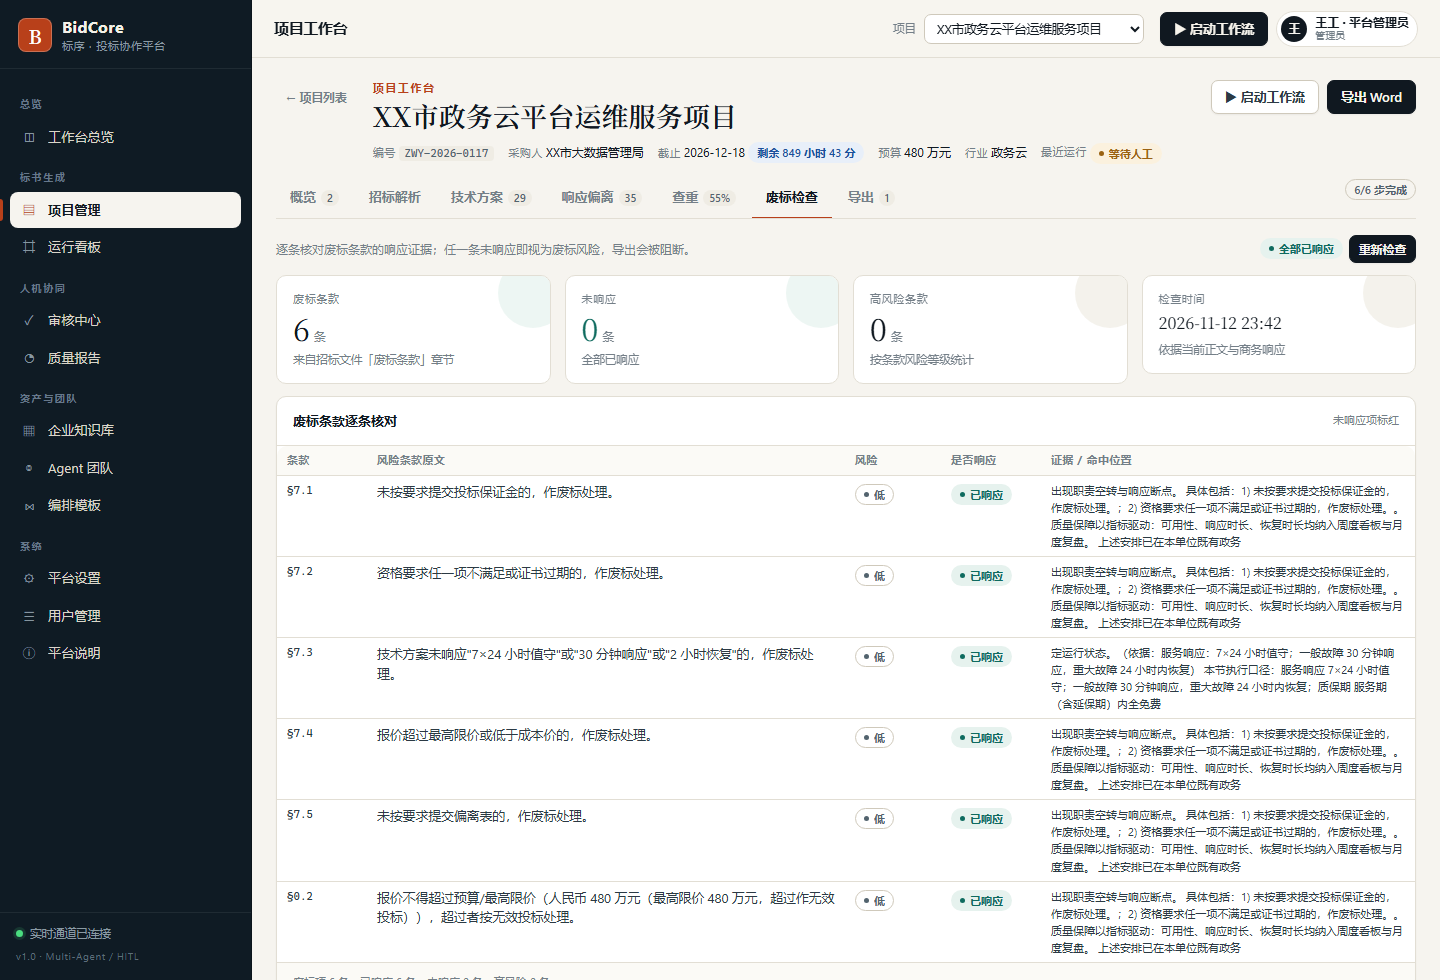 B
BidCore
标序 · 投标协作平台
总览
工作台总览
标书生成
项目管理
运行看板
人机协同
审核中心
质量报告
资产与团队
企业知识库
Agent 团队
编排模板
系统
平台设置
用户管理
平台说明
实时通道已连接
v1.0 · Multi-Agent / HITL
项目工作台
项目
XX市政务云平台运维服务项目
▶ 启动工作流
王
王工 · 平台管理员
管理员
← 项目列表
项目工作台
XX市政务云平台运维服务项目
编号 ZWY-2026-0117 采购人 XX市大数据管理局 截止 2026-12-18 剩余 849 小时 43 分 预算 480 万元 行业 政务云 最近运行 等待人工
▶ 启动工作流
导出 Word
概览 2
招标解析
技术方案 29
响应偏离 35
查重 55%
废标检查
导出 1
6/6 步完成
逐条核对废标条款的响应证据；任一条未响应即视为废标风险，导出会被阻断。
全部已响应
重新检查
废标条款
6 条
来自招标文件「废标条款」章节
未响应
0 条
全部已响应
高风险条款
0 条
按条款风险等级统计
检查时间
2026-11-12 23:42
依据当前正文与商务响应
废标条款逐条核对
未响应项标红
条款 风险条款原文 风险 是否响应 证据 / 命中位置
§7.1 未按要求提交投标保证金的，作废标处理。 低 已响应
出现职责空转与响应断点。 具体包括：1) 未按要求提交投标保证金的，
作废标处理。；2) 资格要求任一项不满足或证书过期的，作废标处理。。
质量保障以指标驱动：可用性、响应时长、恢复时长均纳入周度看板与月
度复盘。 上述安排已在本单位既有政务
§7.2 资格要求任一项不满足或证书过期的，作废标处理。 低 已响应
出现职责空转与响应断点。 具体包括：1) 未按要求提交投标保证金的，
作废标处理。；2) 资格要求任一项不满足或证书过期的，作废标处理。。
质量保障以指标驱动：可用性、响应时长、恢复时长均纳入周度看板与月
度复盘。 上述安排已在本单位既有政务
§7.3 技术方案未响应"7×24 小时值守"或"30 分钟响应"或"2 小时恢复"的，作废标处
理。 低 已响应
定运行状态。（依据：服务响应：7×24 小时值守；一般故障 30 分钟响
应，重大故障 24 小时内恢复） 本节执行口径：服务响应 7×24 小时值
守；一般故障 30 分钟响应，重大故障 24 小时内恢复；质保期 服务期
（含延保期）内全免费
§7.4 报价超过最高限价或低于成本价的，作废标处理。 低 已响应
出现职责空转与响应断点。 具体包括：1) 未按要求提交投标保证金的，
作废标处理。；2) 资格要求任一项不满足或证书过期的，作废标处理。。
质量保障以指标驱动：可用性、响应时长、恢复时长均纳入周度看板与月
度复盘。 上述安排已在本单位既有政务
§7.5 未按要求提交偏离表的，作废标处理。 低 已响应
出现职责空转与响应断点。 具体包括：1) 未按要求提交投标保证金的，
作废标处理。；2) 资格要求任一项不满足或证书过期的，作废标处理。。
质量保障以指标驱动：可用性、响应时长、恢复时长均纳入周度看板与月
度复盘。 上述安排已在本单位既有政务
§0.2 报价不得超过预算/最高限价（人民币 480 万元（最高限价 480 万元，超过作无效
投标）），超过者按无效投标处理。 低 已响应
出现职责空转与响应断点。 具体包括：1) 未按要求提交投标保证金的，
作废标处理。；2) 资格要求任一项不满足或证书过期的，作废标处理。。
质量保障以指标驱动：可用性、响应时长、恢复时长均纳入周度看板与月
度复盘。 上述安排已在本单位既有政务